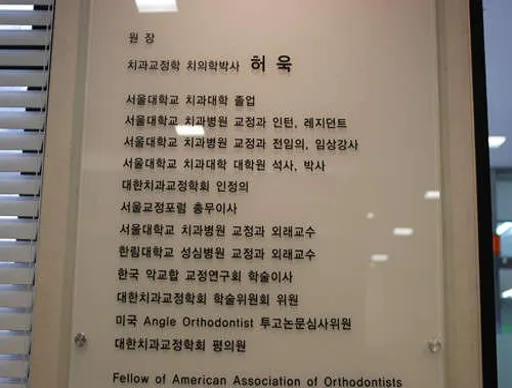 원 장
치과교정학 치의학박사 허 욱
서울대학교 치과대학 졸업
서울대학교 치과병원 교정과 인턴, 레지던트
서울대학교 치과병원 교정과 전임의, 임상강사
서울대학교 치과대학 대학원 석사, 박사
대한치과교정학회 인정의
서울교정포럼 총무이사
서울대학교 치과병원 교정과 외래교수
한림대학교 성심병원 교정과 외래교수
한국 악교합 교정연구회 학술이사
대한치과교정학회 학술위원회 위원
미국 Angle Orthodontist 투고논문심사위원
대한치과교정학회 평의원
Fellow of American Association of Orthodontists